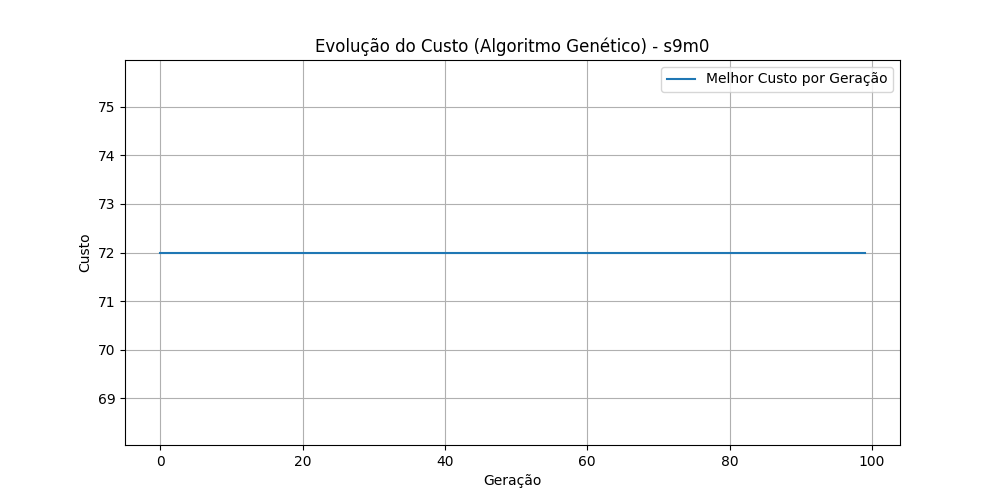 Evolução do Custo (Algoritmo Genético) - s9m0
Melhor Custo por Geração
75
74
73
72
71
70
69
Custo
0 20 40 60 80 100
Geração